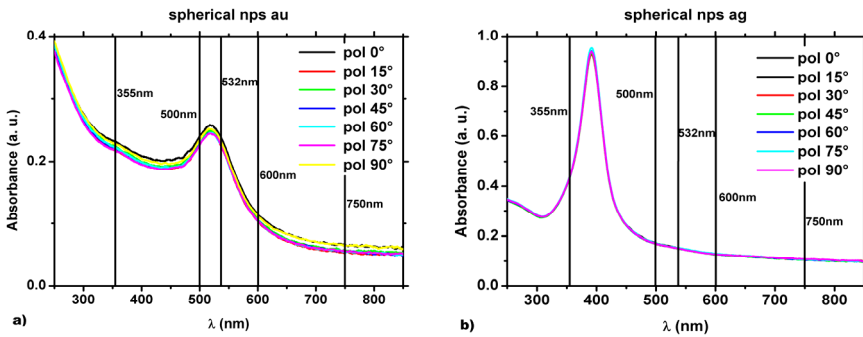 spherical nps au
0.4
0.2
0.0
Absorbance (a. u.)
300 400 500 600 700 800
λ (nm)
355nm
500nm
532nm
600nm
750nm
pol 0°
pol 15°
pol 30°
pol 45°
pol 60°
pol 75°
pol 90°
a)
spherical nps ag
1.0
0.8
0.6
0.4
0.2
0.0
Absorbance (a. u.)
300 400 500 600 700 800
λ (nm)
355nm
500nm
532nm
600nm
750nm
pol 0°
pol 15°
pol 30°
pol 45°
pol 60°
pol 75°
pol 90°
b)